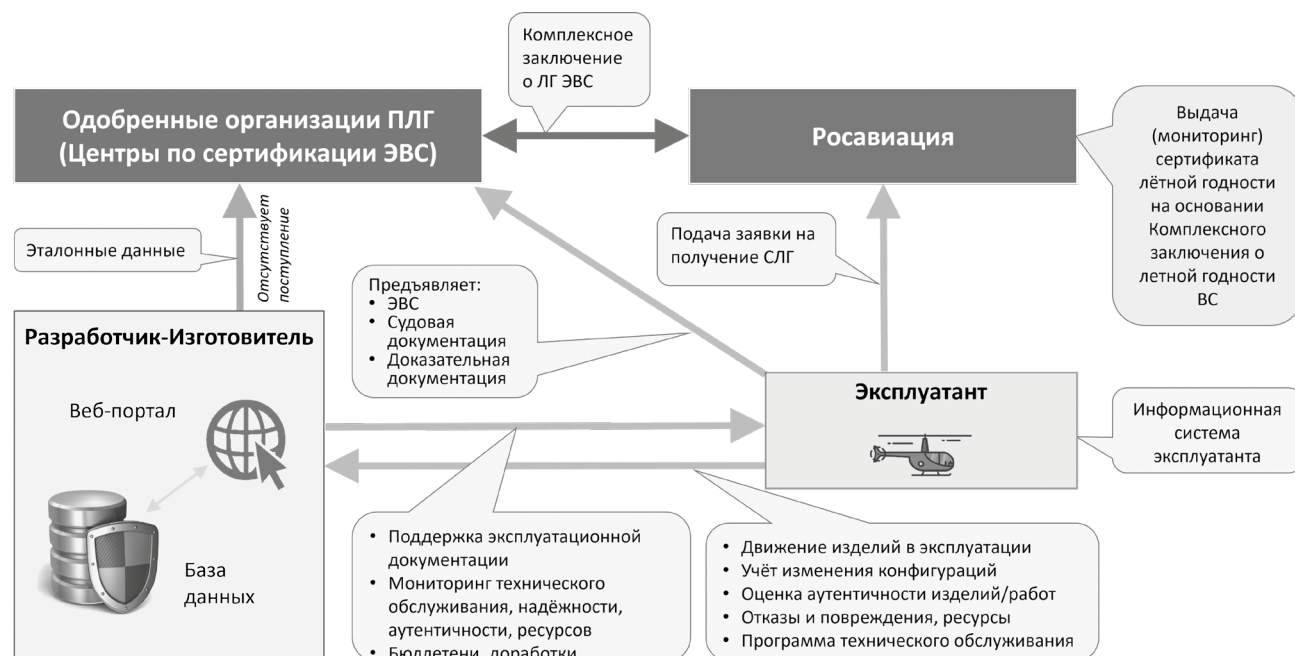 Комплексное
заключение
о ЛГ ЭВС
Одобренные организации ПЛГ
(Центры по сертификации ЭВС)
Росавиация
Выдача
(мониторинг)
сертификата
лётной годности
на основании
Комплексного
заключения о
летной годности
ВС
Эталонные данные
Отсутствует
поступление
Подача заявки на
получение СЛГ
Предъявляет:
• ЭВС
• Судовая
документация
• Доказательная
документация
Разработчик-Изготовитель
Веб-портал
База
данных
Эксплуатант
Информационная
система
эксплуатанта
• Поддержка эксплуатационной
документации
• Мониторинг технического
обслуживания, надёжности,
аутентичности, ресурсов
• Бюллетени, доработки
• Движение изделий в эксплуатации
• Учёт изменения конфигураций
• Оценка аутентичности изделий/работ
• Отказы и повреждения, ресурсы
• Программа технического обслуживания